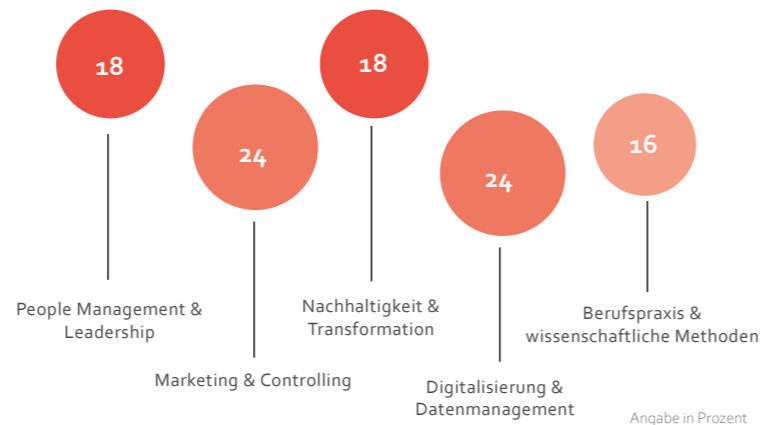 18
People Management &
Leadership
24
Marketing & Controlling
18
Nachhaltigkeit &
Transformation
24
Digitalisierung &
Datenmanagement
16
Berufspraxis &
wissenschaftliche Methoden
Angabe in Prozent